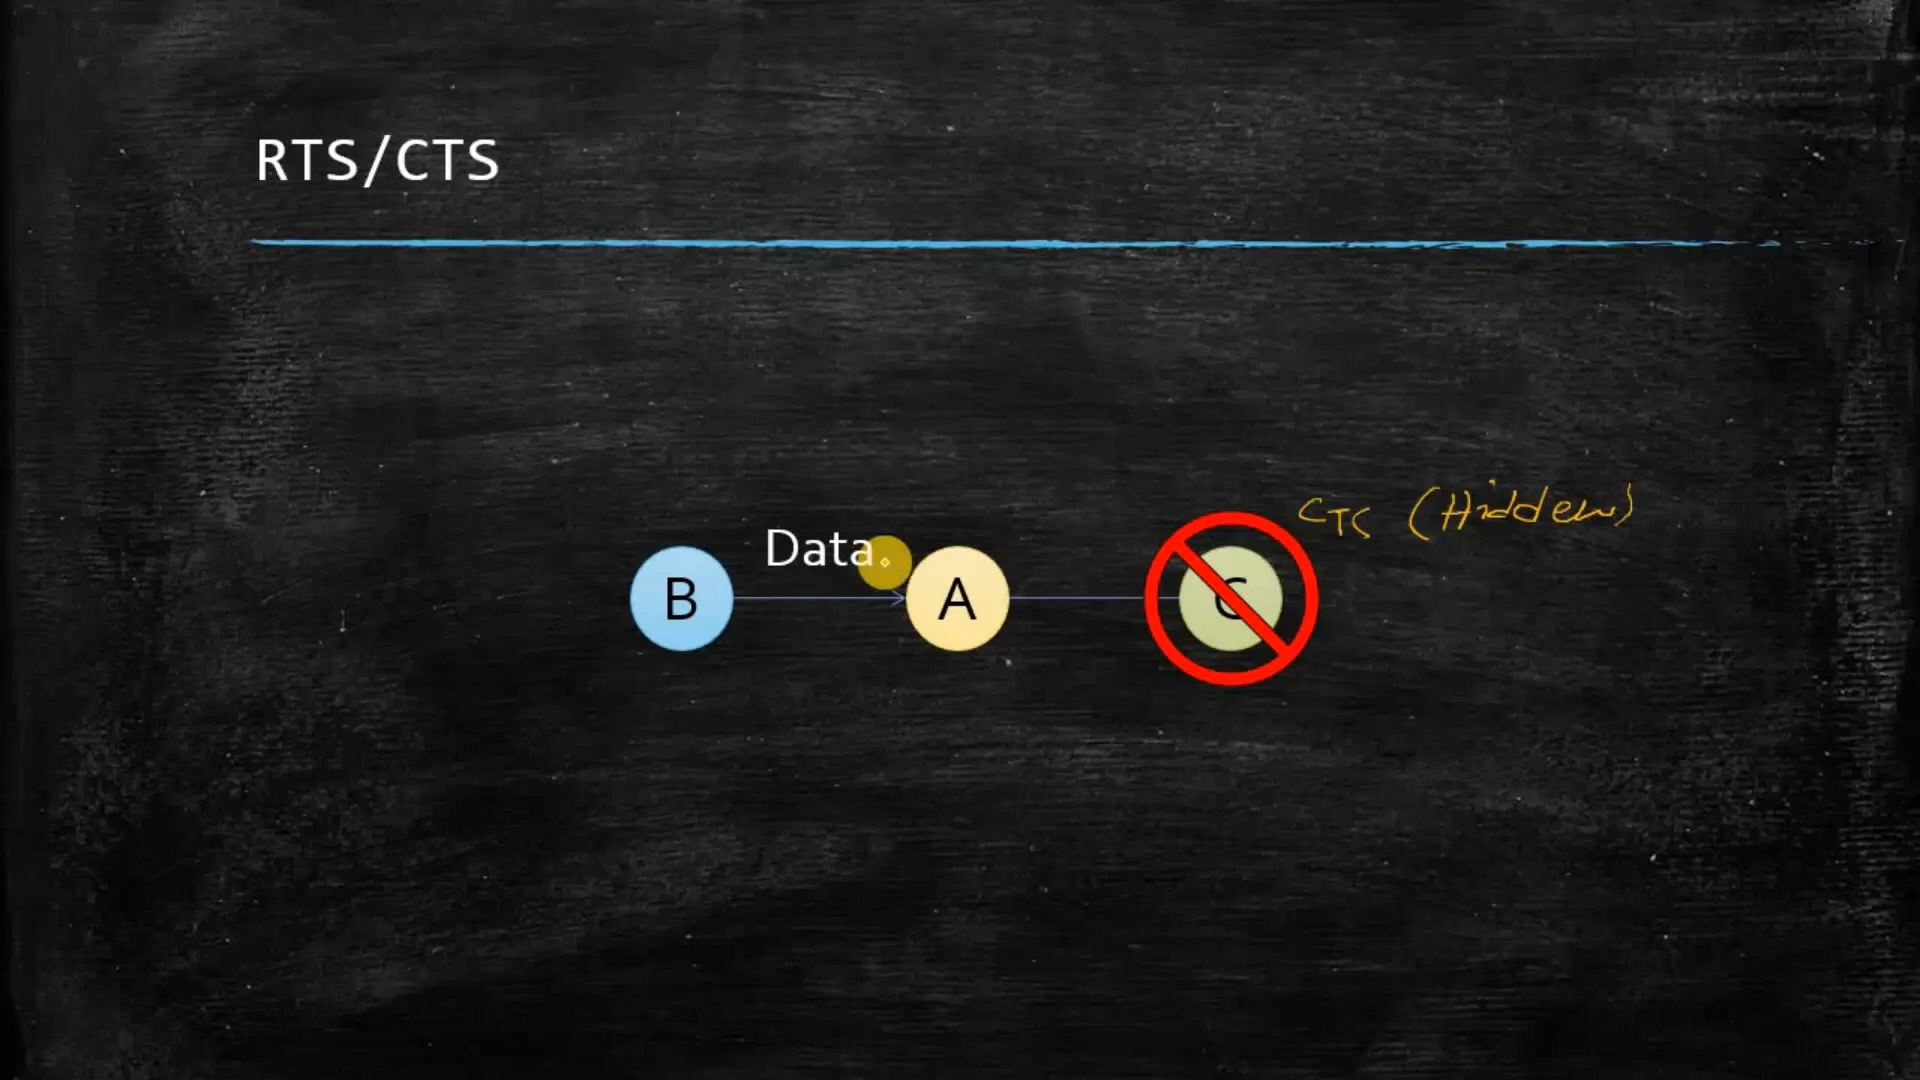 RTS/CTS
CTS (Hidden)
Data
B
A
C